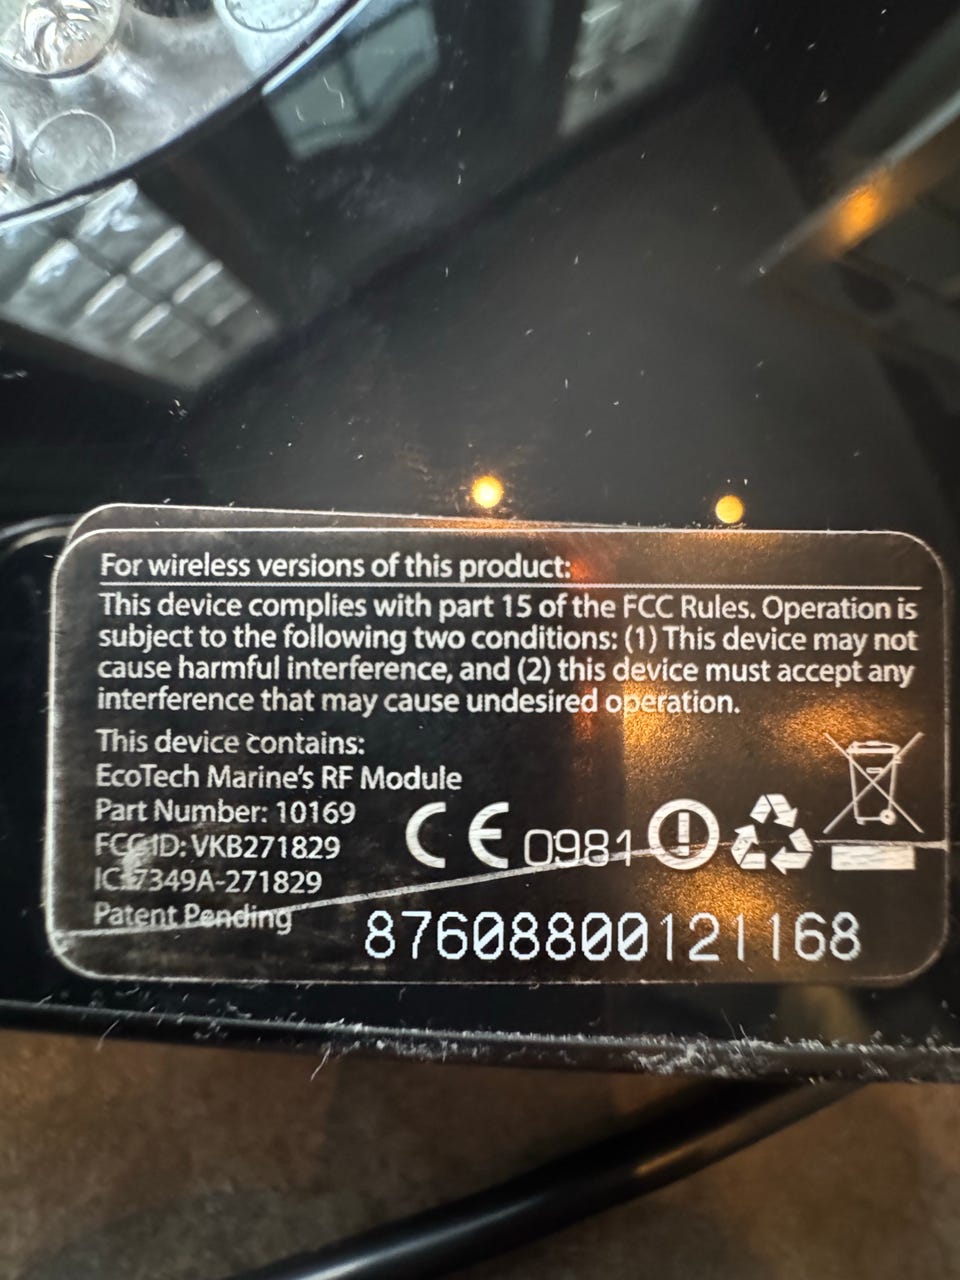 For wireless versions of this product:
This device complies with part 15 of the FCC Rules. Operation is
subject to the following two conditions: (1) This device may not
cause harmful interference, and (2) this device must accept any
interference that may cause undesired operation.
This device contains:
EcoTech Marine's RF Module
Part Number: 10169
FCC ID: VKB271829
IC: 7349A-271829
Patent Pending
CE 0981
87608800121168